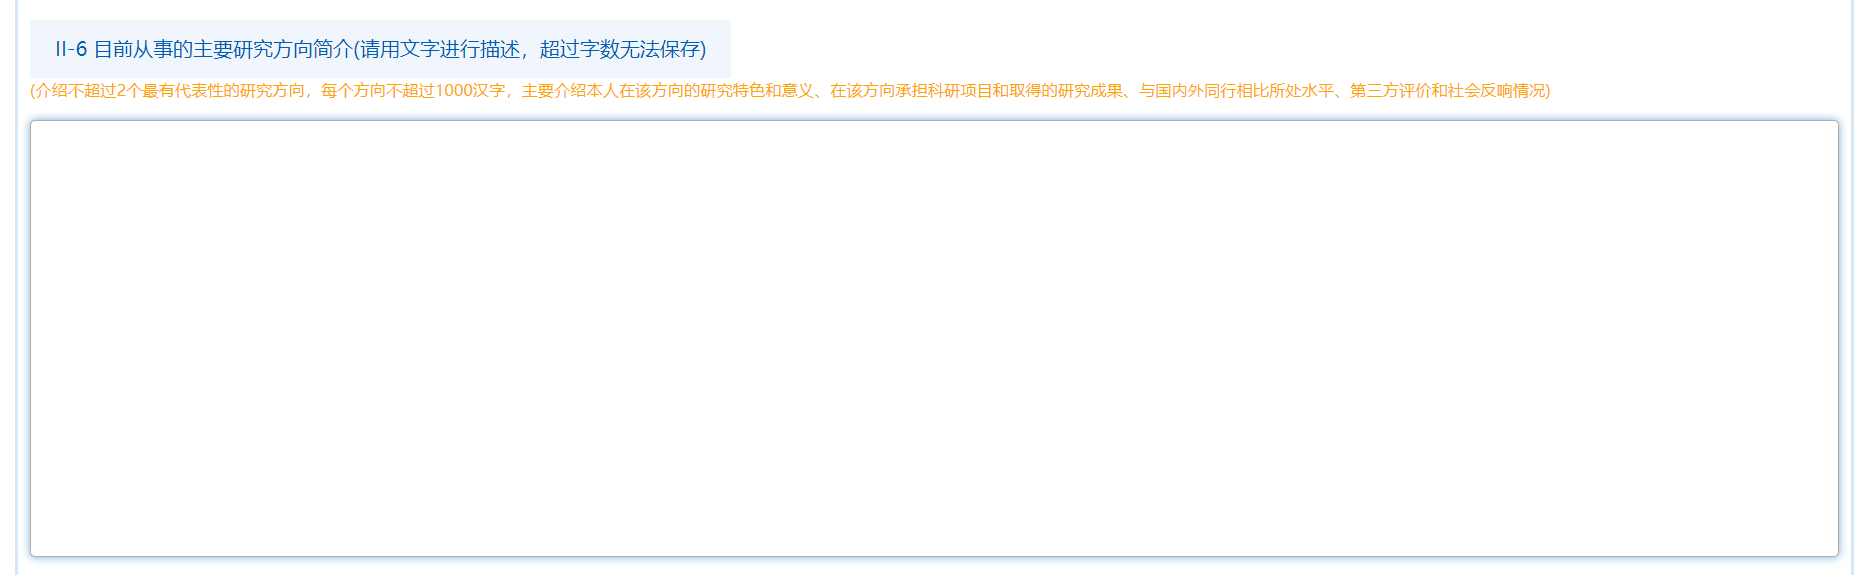 II-6 目前从事的主要研究方向简介(请用文字进行描述，超过字数无法保存)
(介绍不超过2个最有代表性的研究方向，每个方向不超过1000汉字，主要介绍本人在该方向的研究特色和意义、在该方向承担科研项目和取得的研究成果、与国内外同行相比所处水平、第三方评价和社会反响情况)